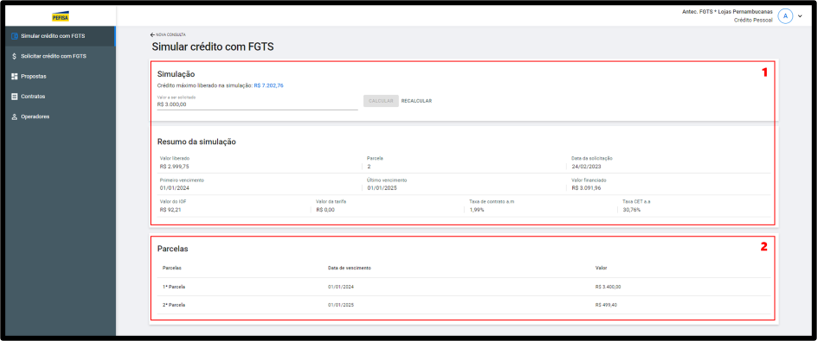 PEFISA
Antec. FGTS * Lojas Pernambucanas
Crédito Pessoal
A
Simular crédito com FGTS
Solicitar crédito com FGTS
Propostas
Contratos
Operadores
NOVA CONSULTA
Simular crédito com FGTS
1
Simulação
Crédito máximo liberado na simulação: R$ 7.202,76
Valor a ser solicitado
R$ 3.000,00
CALCULAR RECALCULAR
Resumo da simulação
Valor liberado Parcela Data da solicitação
R$ 2.999,75 2 24/02/2023
Primeiro vencimento Último vencimento Valor financiado
01/01/2024 01/01/2025 R$ 3.091,96
Valor do IOF Valor da tarifa Taxa de contrato a.m Taxa CET a.a
R$ 92,21 R$ 0,00 1,99% 30,76%
2
Parcelas
Parcelas Data de vencimento Valor
1ª Parcela 01/01/2024 R$ 3.400,00
2ª Parcela 01/01/2025 R$ 499,40